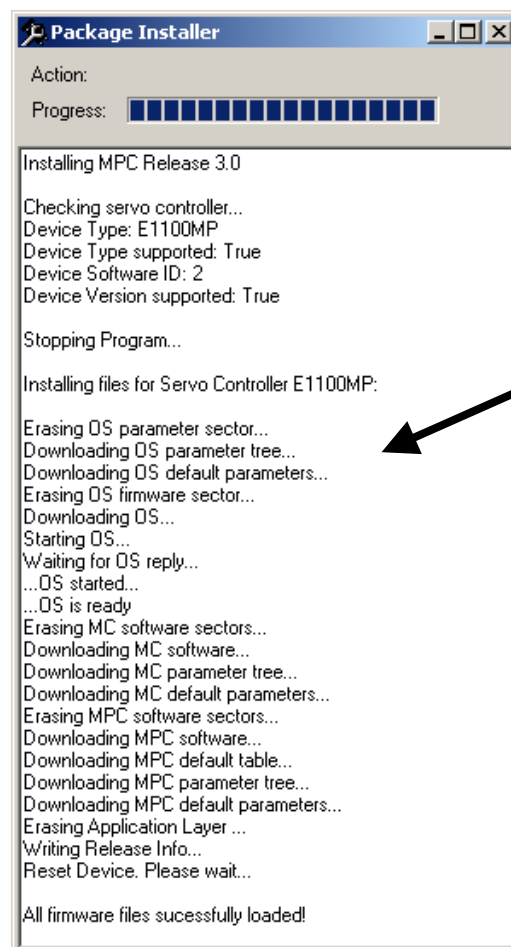 Package Installer
Action:
Progress:
Installing MPC Release 3.0
Checking servo controller...
Device Type: E1100MP
Device Type supported: True
Device Software ID: 2
Device Version supported: True
Stopping Program...
Installing files for Servo Controller E1100MP:
Erasing OS parameter sector...
Downloading OS parameter tree...
Downloading OS default parameters...
Erasing OS firmware sector...
Downloading OS...
Starting OS...
Waiting for OS reply...
...OS started...
...OS is ready
Erasing MC software sectors...
Downloading MC software...
Downloading MC parameter tree...
Downloading MC default parameters...
Erasing MPC software sectors...
Downloading MPC software...
Downloading MPC default table...
Downloading MPC parameter tree...
Downloading MPC default parameters...
Erasing Application Layer ...
Writing Release Info...
Reset Device. Please wait...
All firmware files sucessfully loaded!